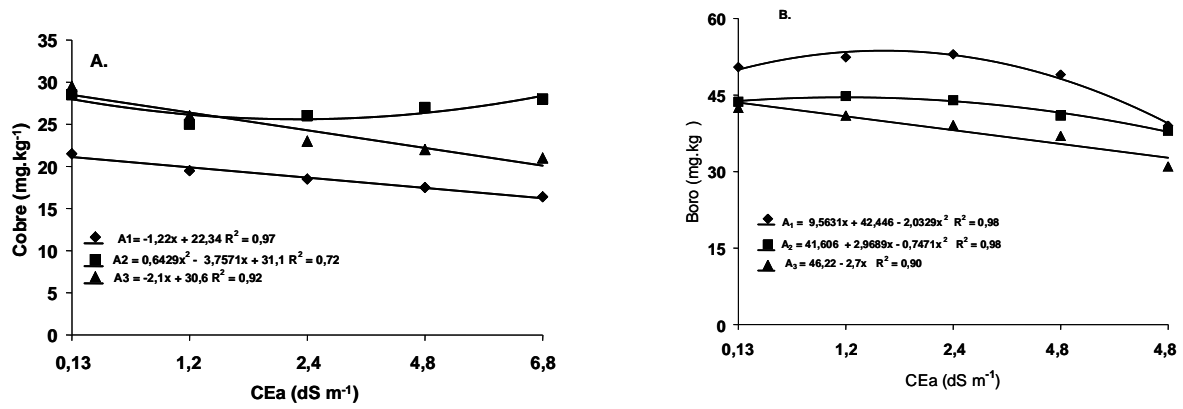 A.
Cobre (mg.kg⁻¹)
35
30
25
20
15
10
5
0
A1= -1,22x + 22,34 R² = 0,97
A2 = 0,6429x² - 3,7571x + 31,1 R² = 0,72
A3 = -2,1x + 30,6 R² = 0,92
0,13 1,2 2,4 4,8 6,8
CEa (dS m⁻¹)
B.
Boro (mg.kg⁻¹)
60
45
30
15
0
A₁ = 9,5631x + 42,446 - 2,0329x² R² = 0,98
A₂ = 41,606 + 2,9689x - 0,7471x² R² = 0,98
A₃ = 46,22 - 2,7x R² = 0,90
0,13 1,2 2,4 4,8 4,8
CEa (dS m⁻¹)